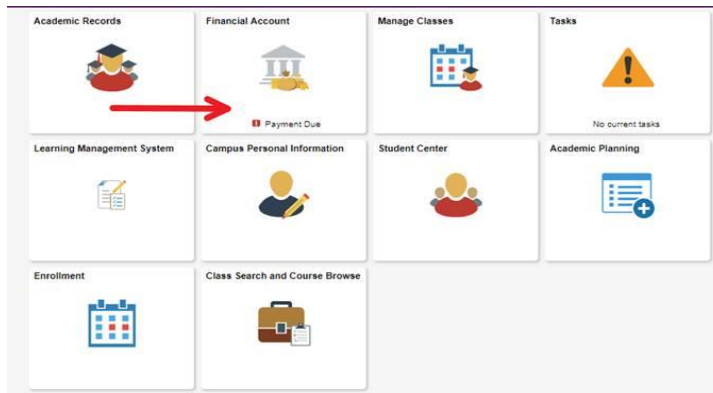 Academic Records
Financial Account
Manage Classes
Tasks
Payment Due
No current tasks
Learning Management System
Campus Personal Information
Student Center
Academic Planning
Enrollment
Class Search and Course Browse